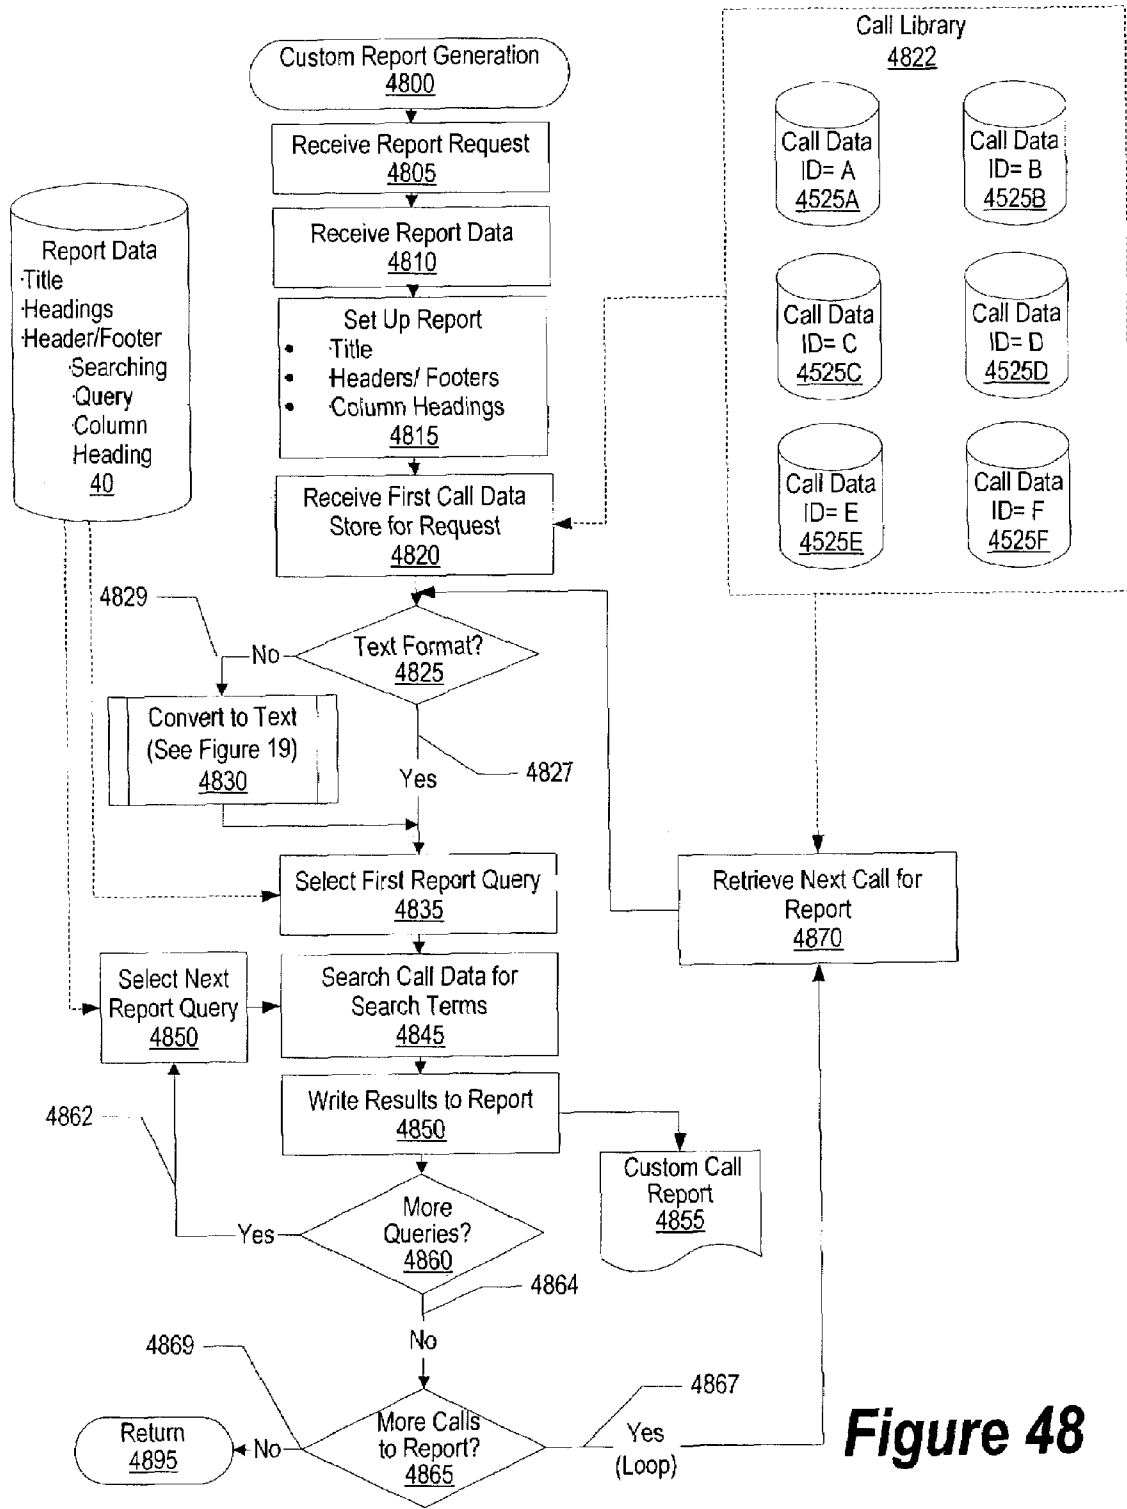 Custom Report Generation
4800
Receive Report Request
4805
Receive Report Data
4810
Set Up Report
• ·Title
• ·Headers/ Footers
• ·Column Headings
4815
Receive First Call Data
Store for Request
4820
Report Data
·Title
·Headings
·Header/Footer
·Searching
·Query
·Column
Heading
40
Call Library
4822
Call Data
ID= A
4525A
Call Data
ID= B
4525B
Call Data
ID= C
4525C
Call Data
ID= D
4525D
Call Data
ID= E
4525E
Call Data
ID= F
4525F
4829
No
Text Format?
4825
Convert to Text
(See Figure 19)
4830
Yes
4827
Select First Report Query
4835
Retrieve Next Call for
Report
4870
Select Next
Report Query
4850
Search Call Data for
Search Terms
4845
Write Results to Report
4850
4862
Custom Call
Report
4855
Yes
More
Queries?
4860
4864
No
4869
4867
Return
4895
No
More Calls
to Report?
4865
Yes
(Loop)
Figure 48